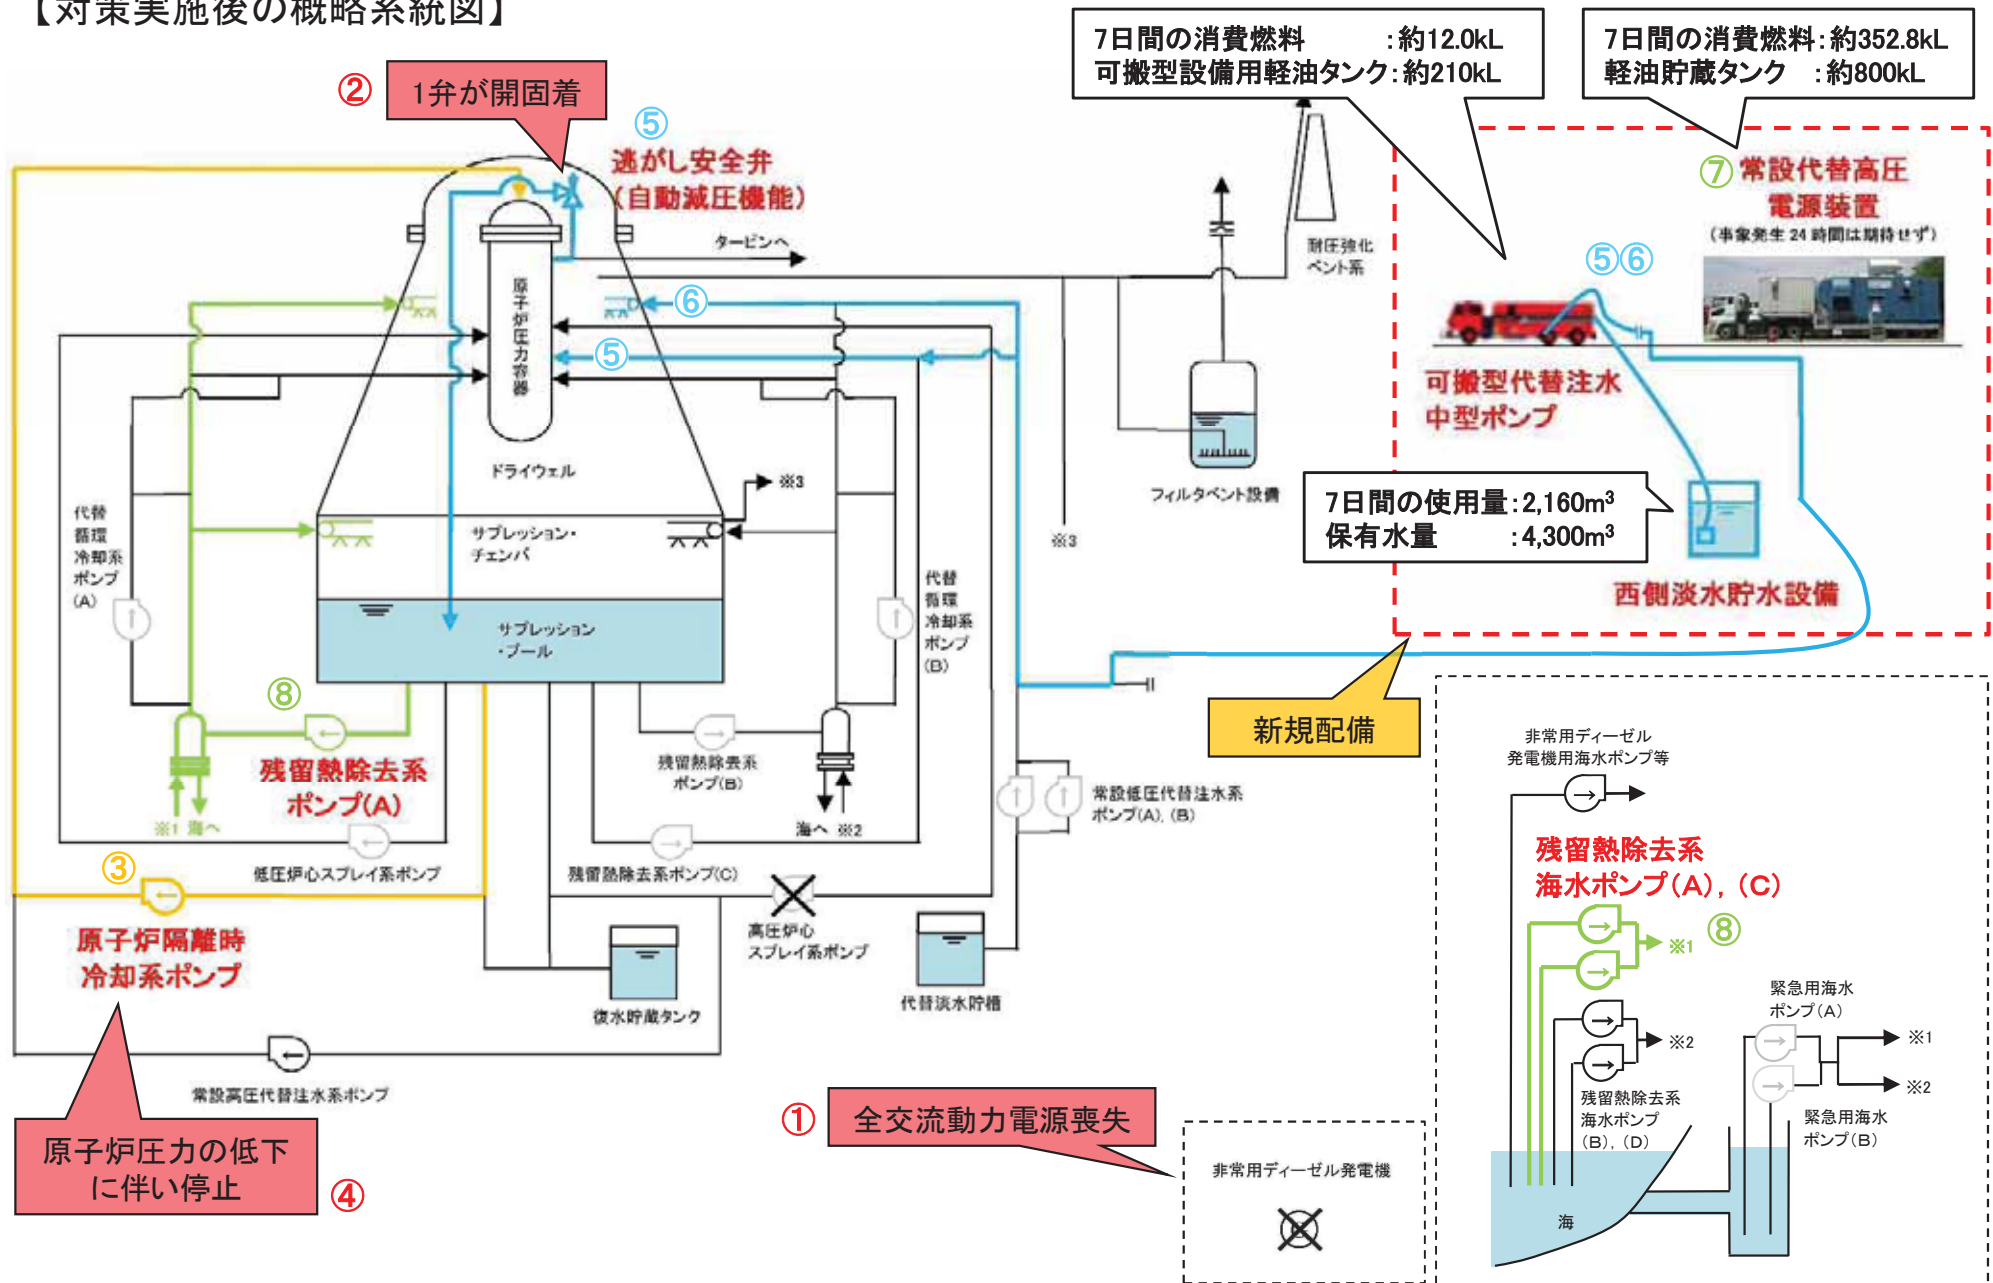 【対策実施後の概略系統図】
7日間の消費燃料　　　：約12.0kL
可搬型設備用軽油タンク：約210kL
7日間の消費燃料：約352.8kL
軽油貯蔵タンク　：約800kL
②
1弁が開固着
⑤
逃がし安全弁
（自動減圧機能）
⑦
常設代替高圧
電源装置
（事象発生24時間は期待せず）
タービンへ
耐圧強化
ベント系
⑤⑥
原子炉圧力容器
⑥
⑤
可搬型代替注水
中型ポンプ
ドライウェル
※3
フィルタベント設備
※3
7日間の使用量：2,160m³
保有水量　　　：4,300m³
代替
循環
冷却系
ポンプ
(A)
サプレッション・
チェンバ
代替
循環
冷却系
ポンプ
(B)
西側淡水貯水設備
サプレッション
・プール
⑧
新規配備
残留熱除去系
ポンプ(A)
残留熱除去系
ポンプ(B)
※1 海へ
海へ ※2
常設低圧代替注水系
ポンプ(A)，(B)
非常用ディーゼル
発電機用海水ポンプ等
③
低圧炉心スプレイ系ポンプ
残留熱除去系ポンプ(C)
残留熱除去系
海水ポンプ(A)，(C)
原子炉隔離時
冷却系ポンプ
高圧炉心
スプレイ系ポンプ
※1
⑧
復水貯蔵タンク
代替淡水貯槽
緊急用海水
ポンプ(A)
※2
※1
※2
常設高圧代替注水系ポンプ
残留熱除去系
海水ポンプ
(B)，(D)
緊急用海水
ポンプ(B)
①
全交流動力電源喪失
原子炉圧力の低下
に伴い停止
④
非常用ディーゼル発電機
海